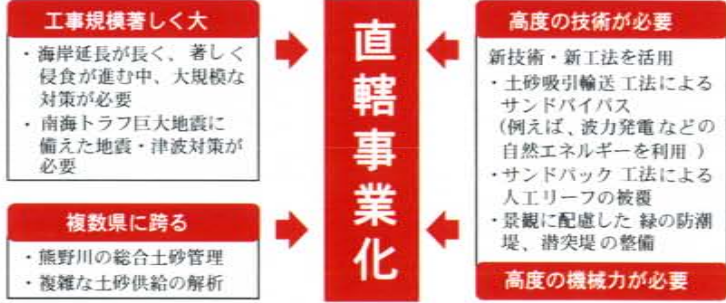 工事規模著しく大
・海岸延長が長く、著しく
侵食が進む中、大規模な
対策が必要
・南海トラフ巨大地震に
備えた地震・津波対策が
必要
複数県に跨る
・熊野川の総合土砂管理
・複雑な土砂供給の解析
直轄事業化
高度の技術が必要
新技術・新工法を活用
・土砂吸引輸送工法による
サンドバイパス
(例えば、波力発電などの
自然エネルギーを利用)
・サンドパック工法による
人工リーフの被覆
・景観に配慮した緑の防潮
堤、潜突堤の整備
高度の機械力が必要